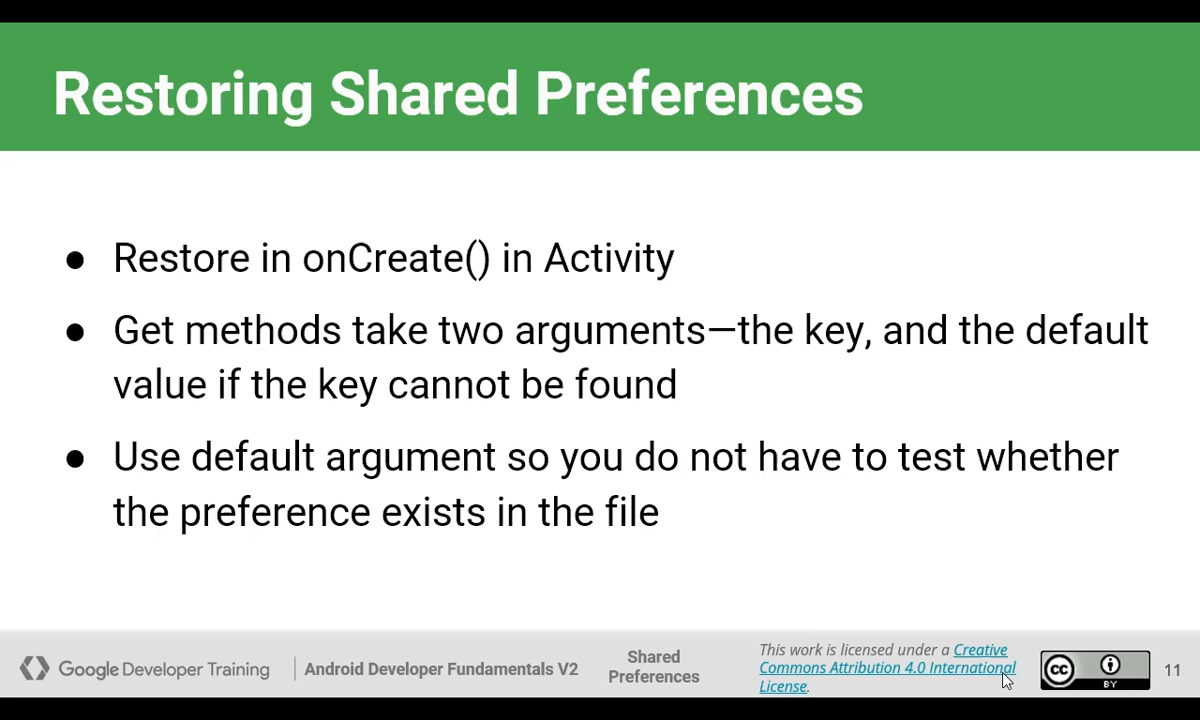 Restoring Shared Preferences
● Restore in onCreate() in Activity
● Get methods take two arguments—the key, and the default
value if the key cannot be found
● Use default argument so you do not have to test whether
the preference exists in the file
Google Developer Training
Android Developer Fundamentals V2
Shared
Preferences
This work is licensed under a Creative
Commons Attribution 4.0 International
License.
cc
BY
11